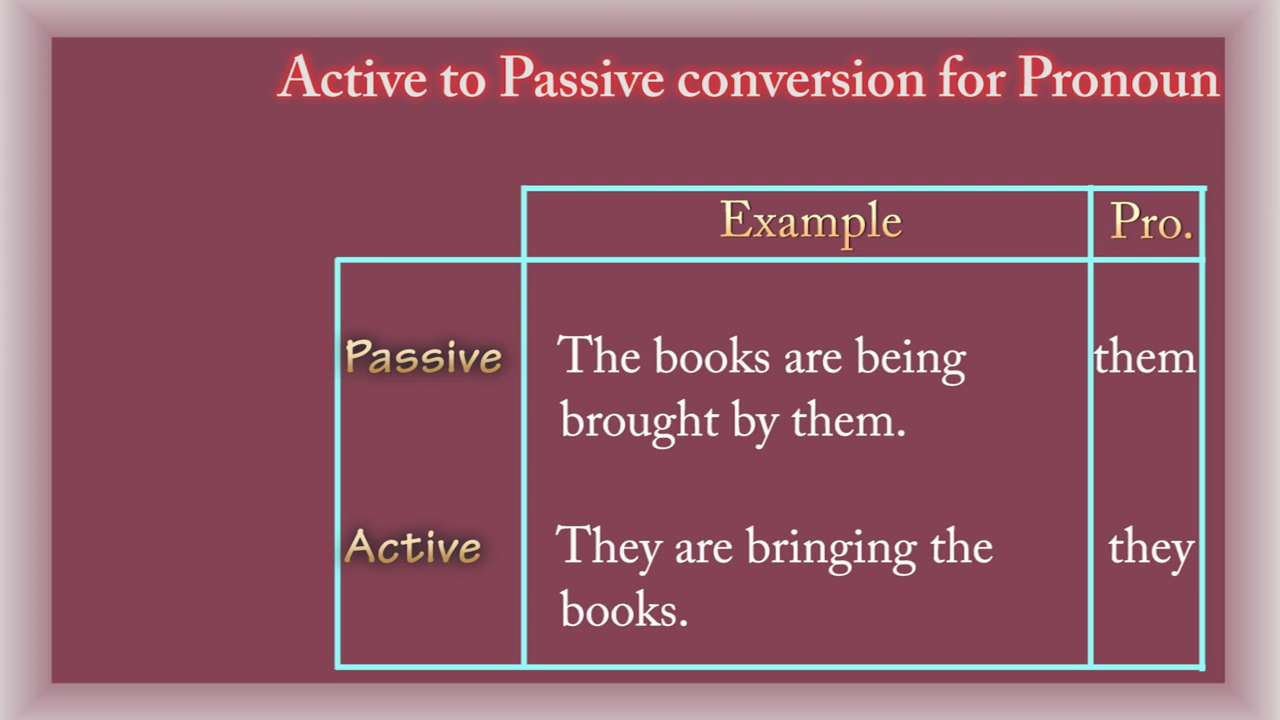 Active to Passive conversion for Pronoun
Example Pro.
Passive The books are being them
brought by them.
Active They are bringing the they
books.